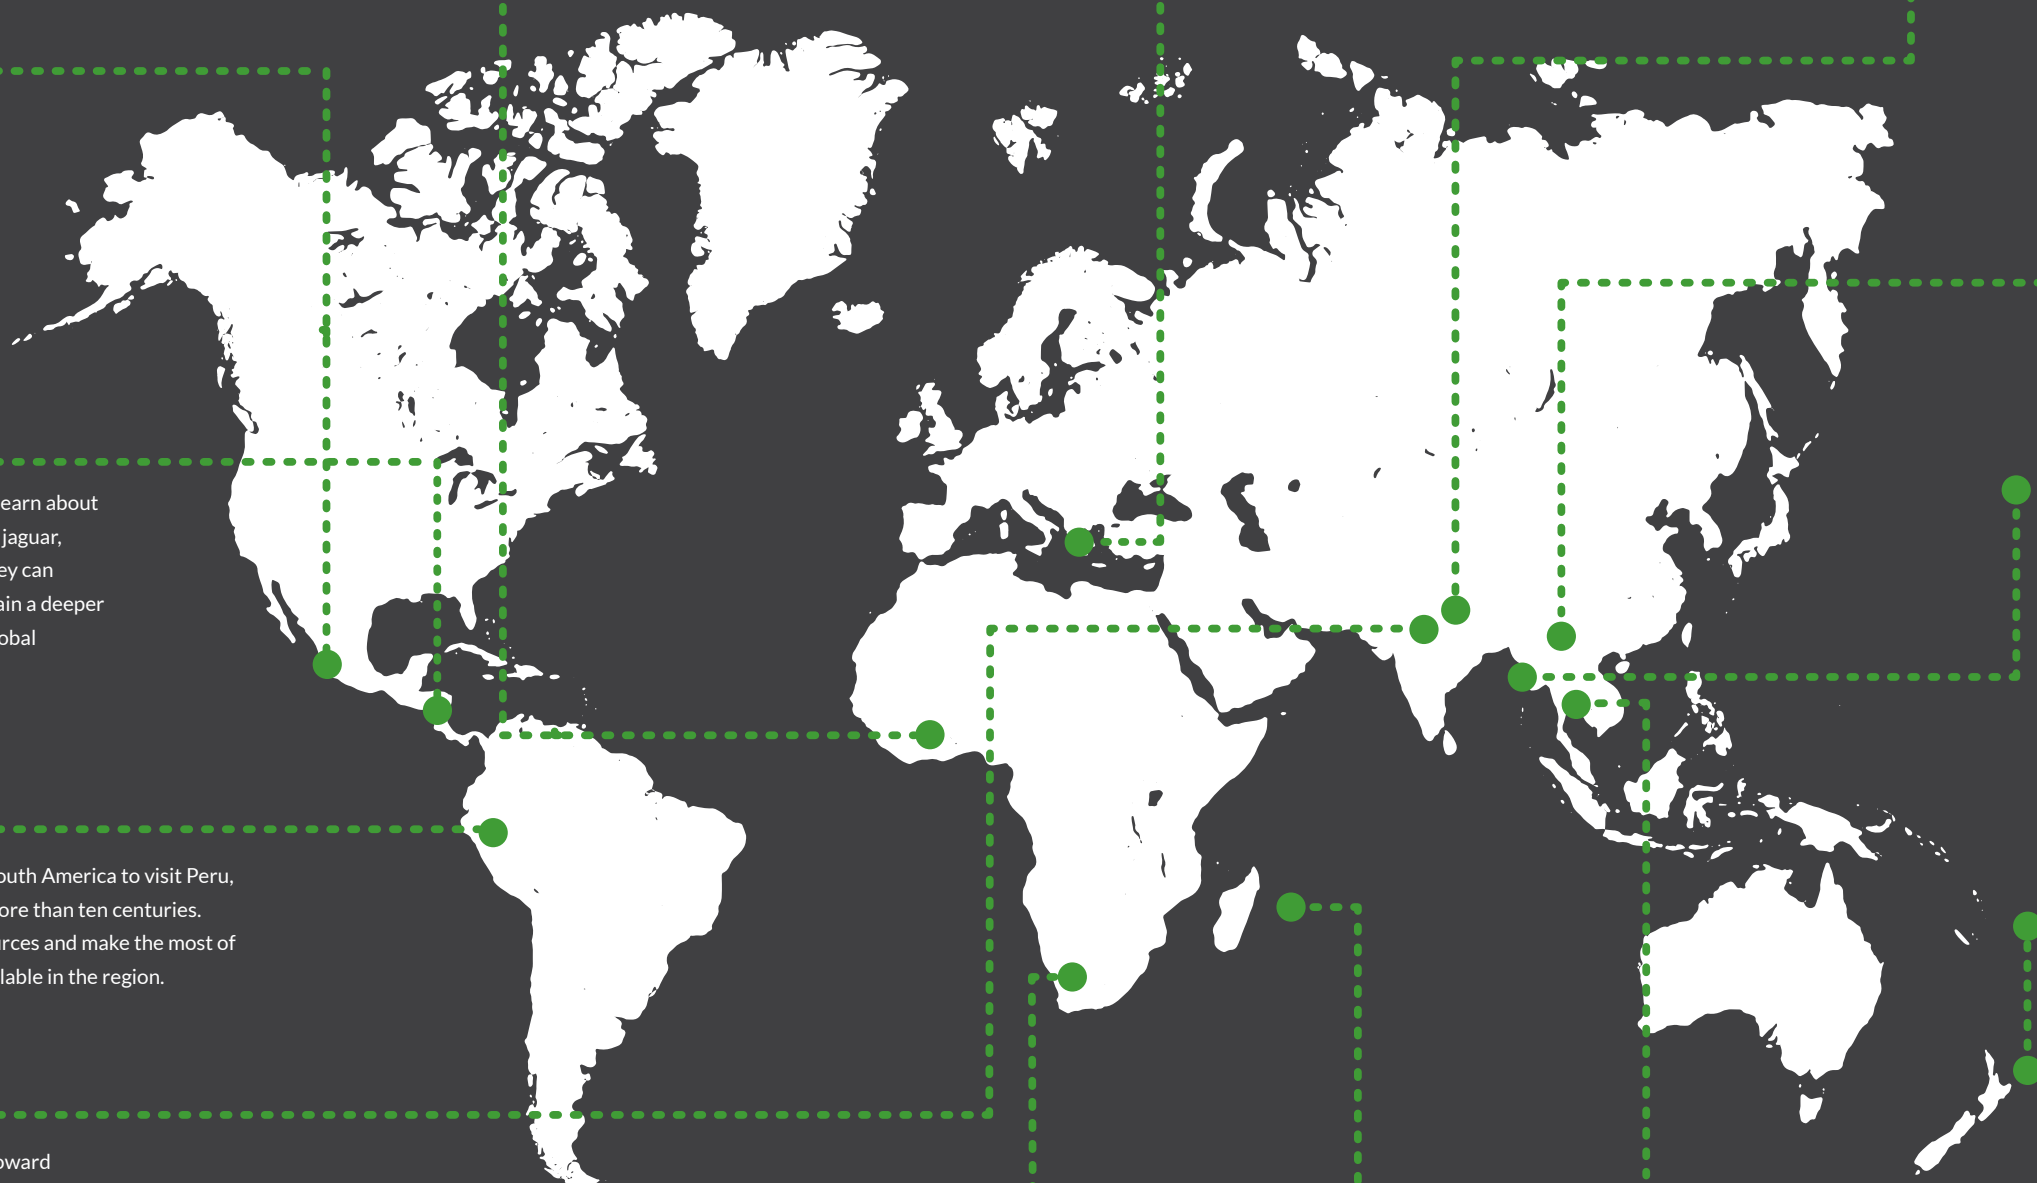 earn about
jaguar,
ey can
ain a deeper
obal
outh America to visit Peru,
ore than ten centuries.
urces and make the most of
lable in the region.
oward